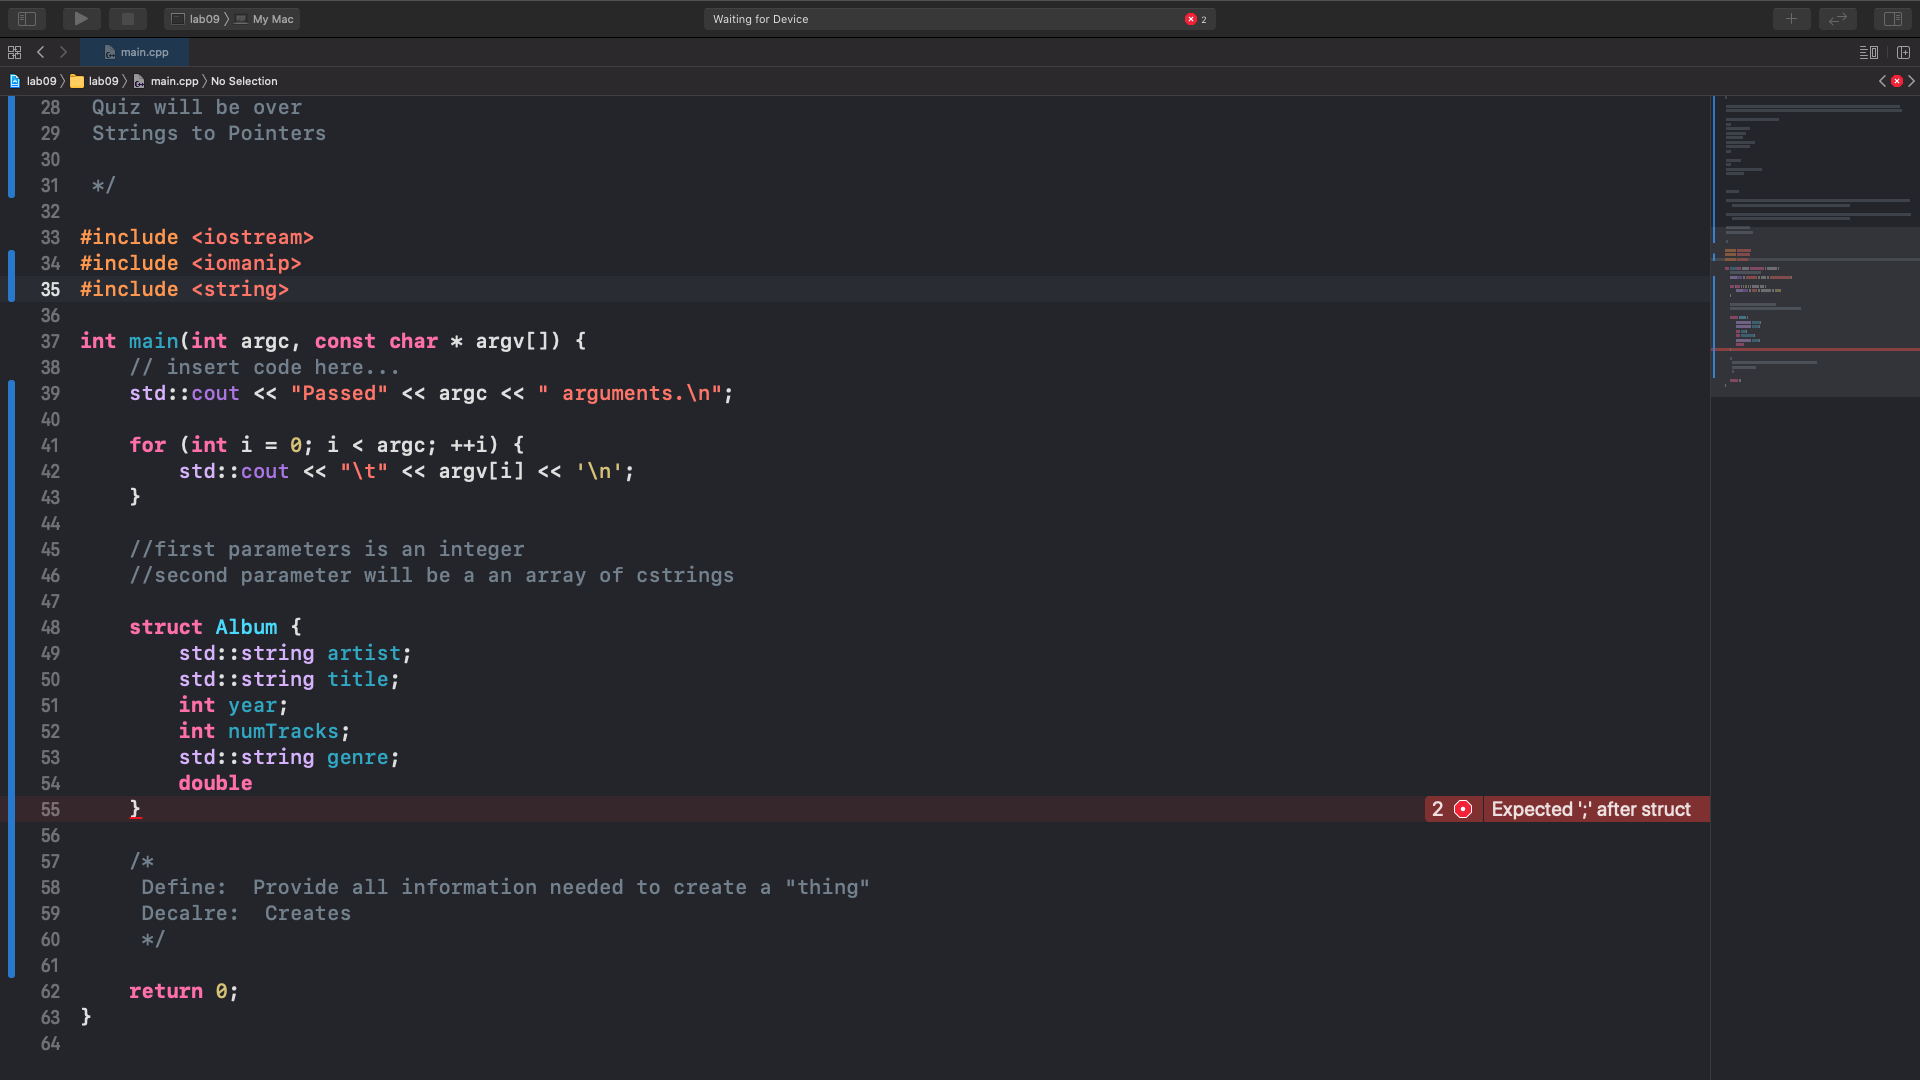 lab09 〉 My Mac
Waiting for Device
2
main.cpp
lab09 〉 lab09 〉 main.cpp 〉 No Selection
28 Quiz will be over
29 Strings to Pointers
30
31 */
32
33 #include <iostream>
34 #include <iomanip>
35 #include <string>
36
37 int main(int argc, const char * argv[]) {
38 // insert code here...
39 std::cout << "Passed" << argc << " arguments.\n";
40
41 for (int i = 0; i < argc; ++i) {
42 std::cout << "\t" << argv[i] << '\n';
43 }
44
45 //first parameters is an integer
46 //second parameter will be a an array of cstrings
47
48 struct Album {
49 std::string artist;
50 std::string title;
51 int year;
52 int numTracks;
53 std::string genre;
54 double
55 } 2 Expected ';' after struct
56
57 /*
58 Define: Provide all information needed to create a "thing"
59 Decalre: Creates
60 */
61
62 return 0;
63 }
64